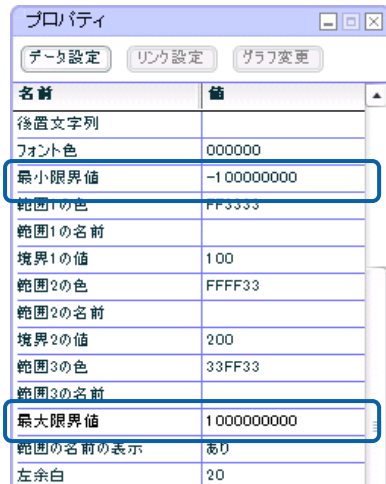 プロパティ
データ設定 リンク設定 グラフ変更
名前 値
後置文字列
フォント色 000000
最小限界値 -100000000
範囲1の色 FF3333
範囲1の名前
境界1の値 100
範囲2の色 FFFF33
範囲2の名前
境界2の値 200
範囲3の色 33FF33
範囲3の名前
最大限界値 1000000000
範囲の名前の表示 あり
左余白 20